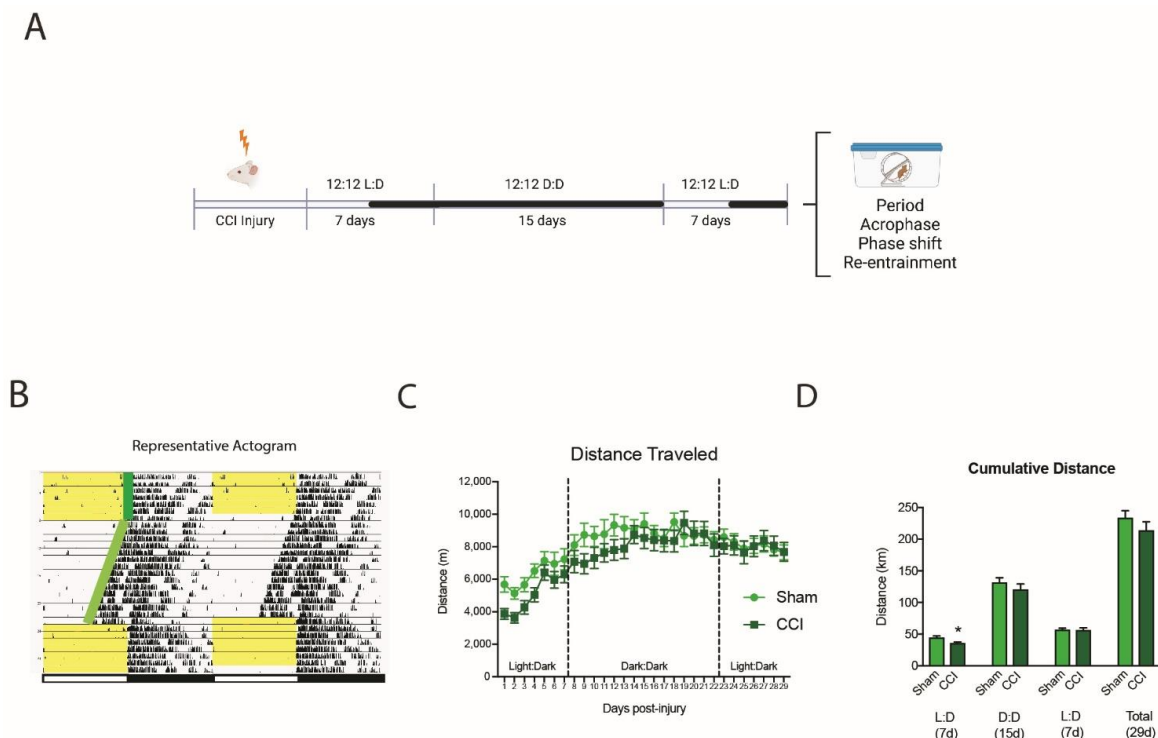 A
12:12 L:D
12:12 D:D
12:12 L:D
CCI Injury
7 days
15 days
7 days
Period
Acrophase
Phase shift
Re-entrainment
B
Representative Actogram
C
Distance Traveled
12,000
10,000
8,000
6,000
4,000
2,000
0
Distance (m)
Sham
CCI
Light:Dark
Dark:Dark
Light:Dark
1 2 3 4 5 6 7 8 9 10 11 12 13 14 15 16 17 18 19 20 21 22 23 24 25 26 27 28 29
Days post-injury
D
Cumulative Distance
250
200
150
100
50
0
Distance (km)
*
Sham CCI Sham CCI Sham CCI Sham CCI
L:D D:D L:D Total
(7d) (15d) (7d) (29d)